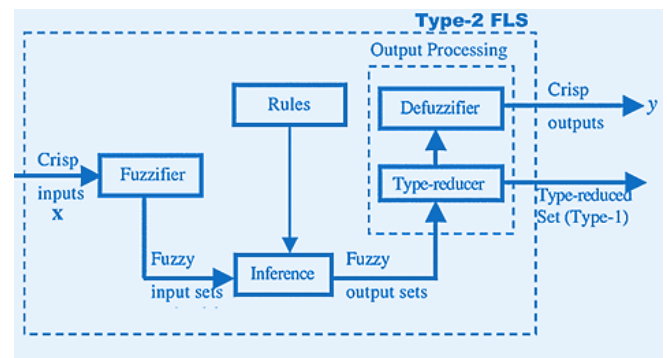 Type-2 FLS
Output Processing
Rules
Defuzzifier
Crisp
outputs
y
Crisp
inputs
x
Fuzzifier
Type-reducer
Type-reduced
Set (Type-1)
Fuzzy
input sets
Inference
Fuzzy
output sets